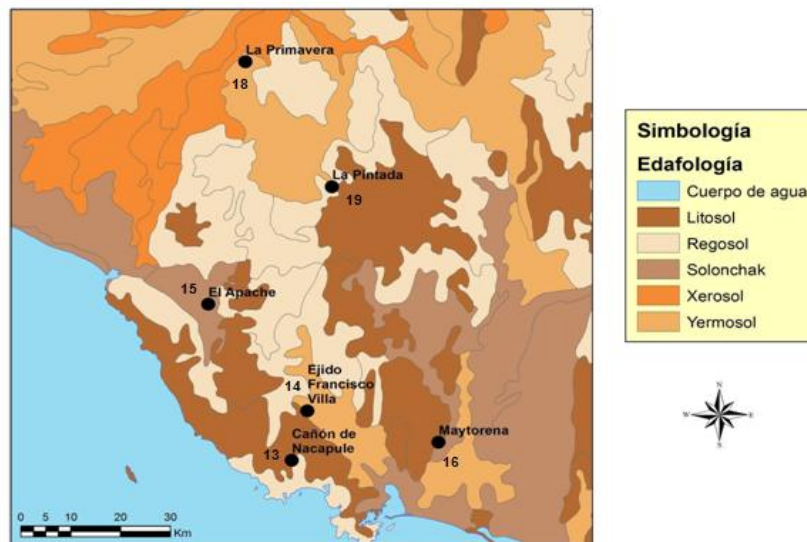 La Primavera
18
La Pintada
19
15
El Apache
14
Ejido
Francisco
Villa
Cañón de
Nacapule
13
Maytorena
16
0 5 10 20 30
Km
Simbología
Edafología
Cuerpo de agua
Litosol
Regosol
Solonchak
Xerosol
Yermosol
N
W E
S